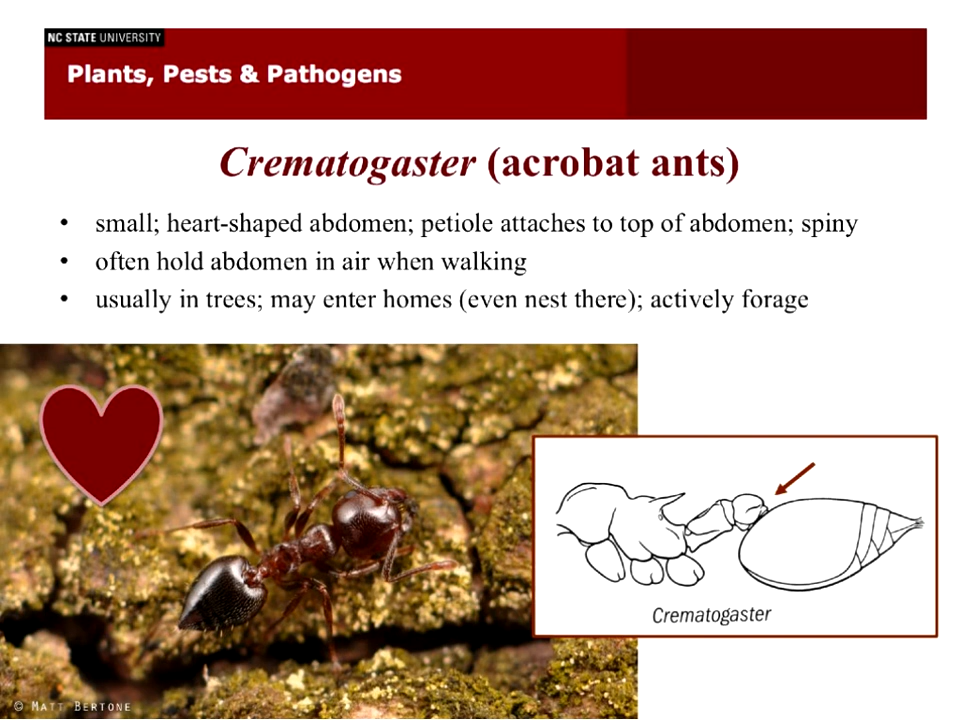 NC STATE UNIVERSITY
Plants, Pests & Pathogens
Crematogaster (acrobat ants)
• small; heart-shaped abdomen; petiole attaches to top of abdomen; spiny
• often hold abdomen in air when walking
• usually in trees; may enter homes (even nest there); actively forage
Crematogaster
© MATT BERTONE